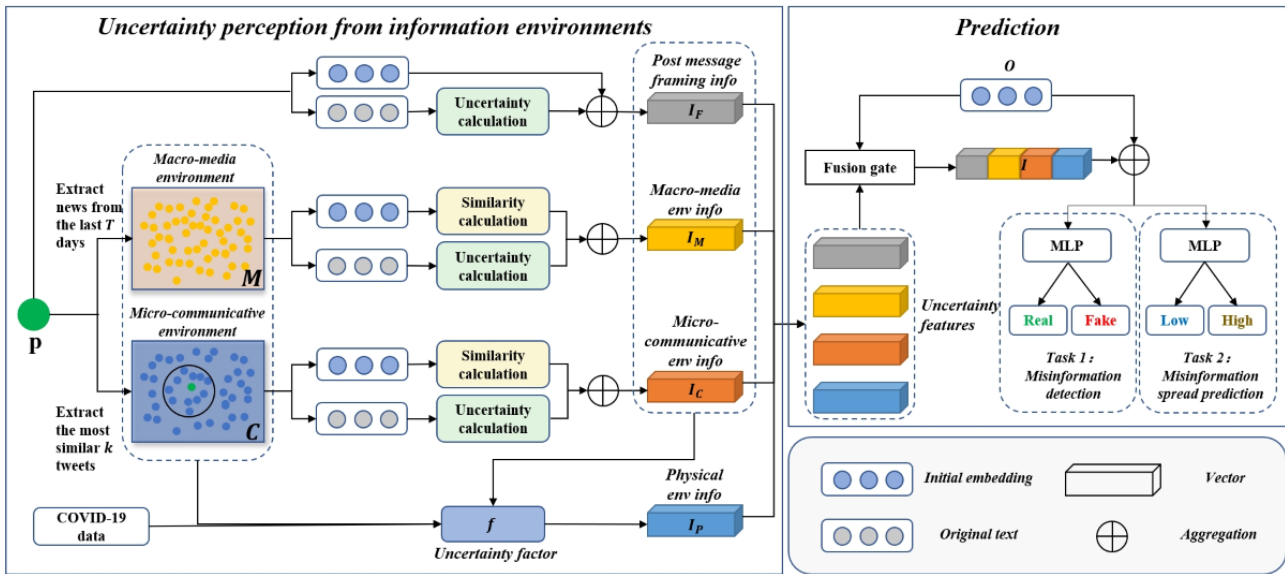 Uncertainty perception from information environments
Post message
framing info
Uncertainty
calculation
I_F
Macro-media
environment
Extract
news from
the last T
days
M
Similarity
calculation
Uncertainty
calculation
Macro-media
env info
I_M
p
Micro-communicative
environment
C
Extract
the most
similar k
tweets
Similarity
calculation
Uncertainty
calculation
Micro-
communicative
env info
I_C
COVID-19
data
f
Uncertainty factor
Physical
env info
I_P
Prediction
O
Fusion gate
I
Uncertainty
features
MLP
MLP
Real
Fake
Low
High
Task 1:
Misinformation
detection
Task 2:
Misinformation
spread prediction
Initial embedding
Vector
Original text
Aggregation